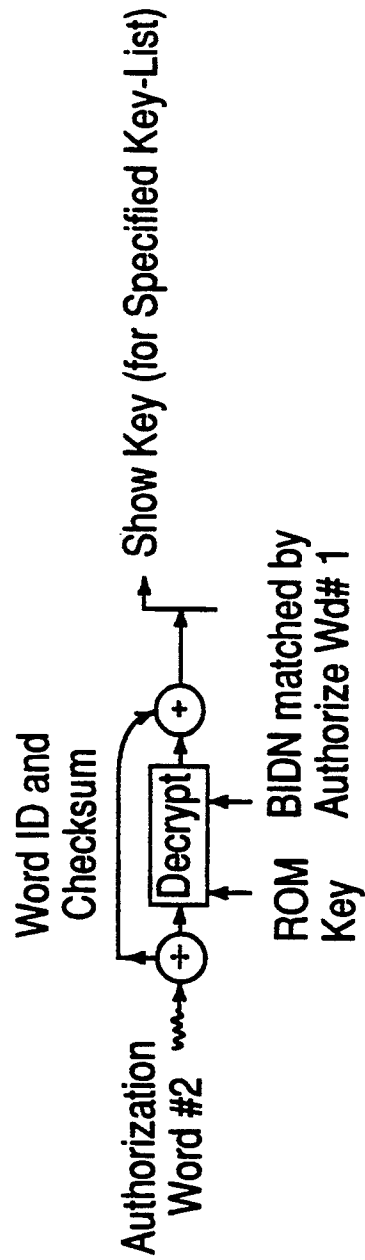 Authorization
Word #2
Word ID and
Checksum
÷
Decrypt
+
ROM
Key
BIDN matched by
Authorize Wd# 1
Show Key (for Specified Key-List)